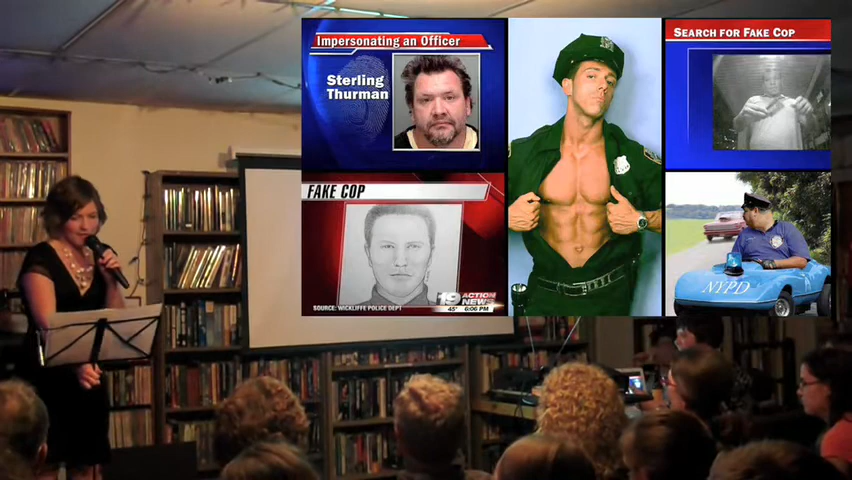 Impersonating an Officer
Sterling
Thurman
SEARCH FOR FAKE COP
FAKE COP
SOURCE: WICKLIFFE POLICE DEPT
19 ACTION NEWS
45° 6:06 PM
NYPD